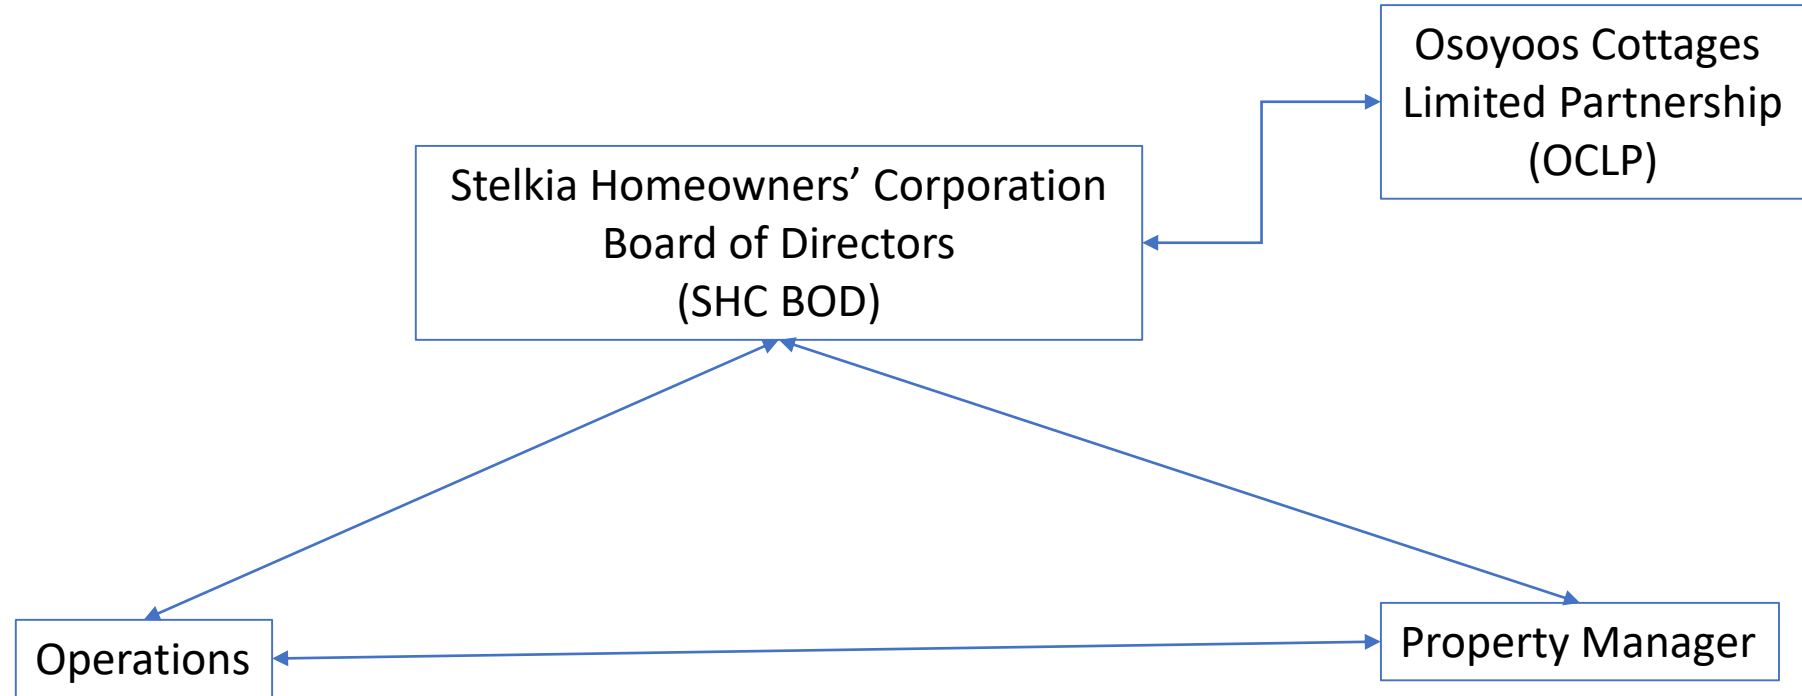 Osoyoos Cottages
Limited Partnership
(OCLP)
Stelkia Homeowners’ Corporation
Board of Directors
(SHC BOD)
Operations
Property Manager